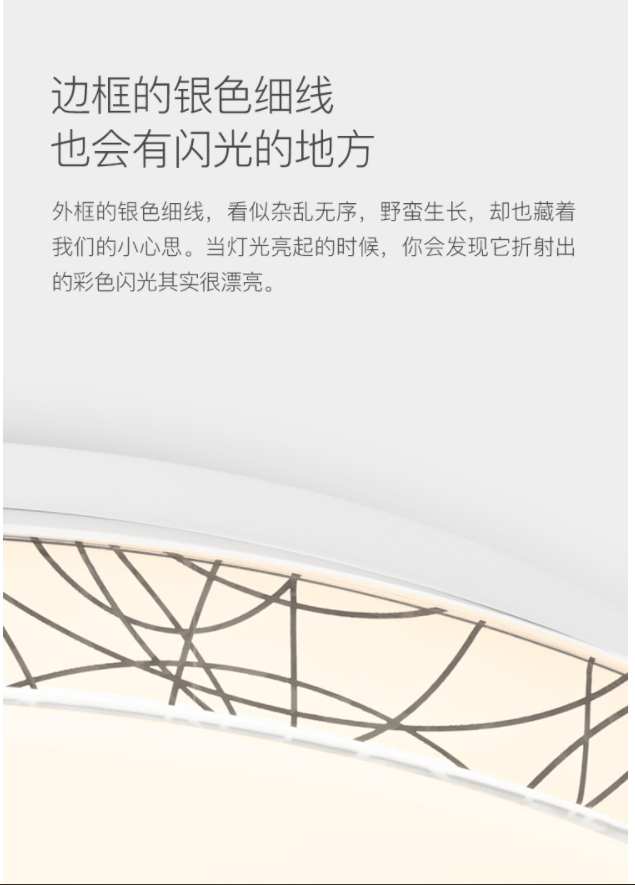 边框的银色细线
也会有闪光的地方
外框的银色细线，看似杂乱无序，野蛮生长，却也藏着
我们的小心思。当灯光亮起的时候，你会发现它折射出
的彩色闪光其实很漂亮。